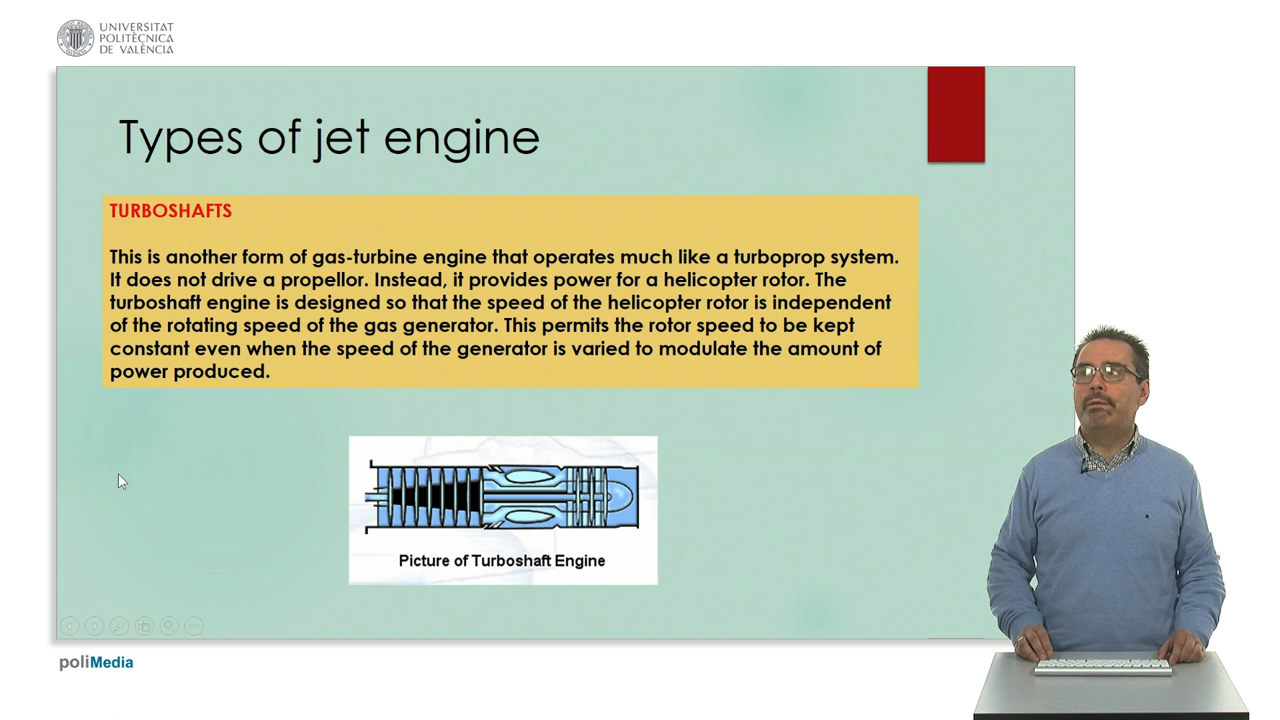 UNIVERSITAT
POLITÈCNICA
DE VALÈNCIA
Types of jet engine
TURBOSHAFTS
This is another form of gas-turbine engine that operates much like a turboprop system.
It does not drive a propellor. Instead, it provides power for a helicopter rotor. The
turboshaft engine is designed so that the speed of the helicopter rotor is independent
of the rotating speed of the gas generator. This permits the rotor speed to be kept
constant even when the speed of the generator is varied to modulate the amount of
power produced.
Picture of Turboshaft Engine
poliMedia